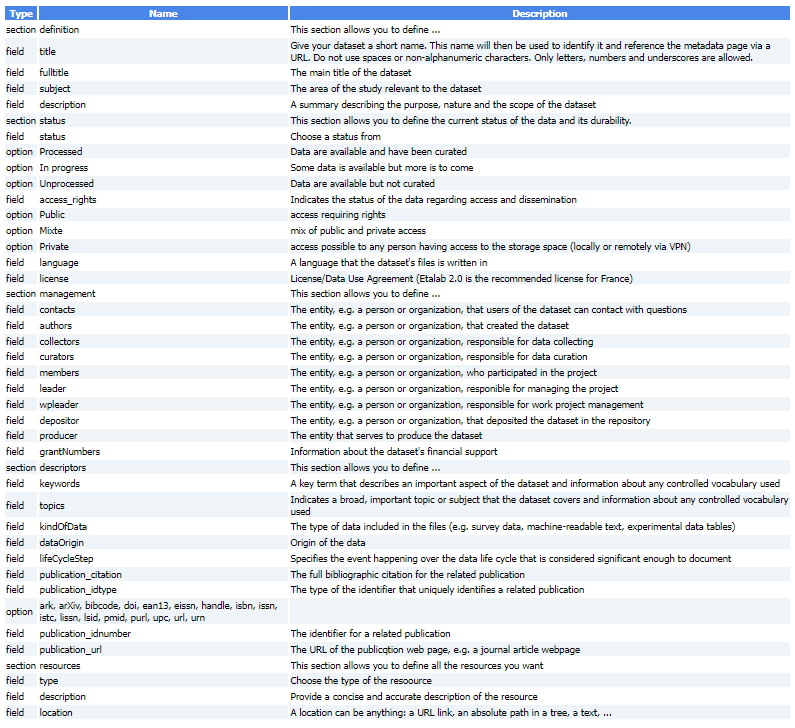 Type Name Description
section definition This section allows you to define ...
field title Give your dataset a short name. This name will then be used to identify it and reference the metadata page via a
URL. Do not use spaces or non-alphanumeric characters. Only letters, numbers and underscores are allowed.
field fulltitle The main title of the dataset
field subject The area of the study relevant to the dataset
field description A summary describing the purpose, nature and the scope of the dataset
section status This section allows you to define the current status of the data and its durability.
field status Choose a status from
option Processed Data are available and have been curated
option In progress Some data is available but more is to come
option Unprocessed Data are available but not curated
field access_rights Indicates the status of the data regarding access and dissemination
option Public access requiring rights
option Mixte mix of public and private access
option Private access possible to any person having access to the storage space (locally or remotely via VPN)
field language A language that the dataset's files is written in
field license License/Data Use Agreement (Etalab 2.0 is the recommended license for France)
section management This section allows you to define ...
field contacts The entity, e.g. a person or organization, that users of the dataset can contact with questions
field authors The entity, e.g. a person or organization, that created the dataset
field collectors The entity, e.g. a person or organization, responsible for data collecting
field curators The entity, e.g. a person or organization, responsible for data curation
field members The entity, e.g. a person or organization, who participated in the project
field leader The entity, e.g. a person or organization, responible for managing the project
field wpleader The entity, e.g. a person or organization, responsible for work project management
field depositor The entity, e.g. a person or organization, that deposited the dataset in the repository
field producer The entity that serves to produce the dataset
field grantNumbers Information about the dataset's financial support
section descriptors This section allows you to define ...
field keywords A key term that describes an important aspect of the dataset and information about any controlled vocabulary used
field topics Indicates a broad, important topic or subject that the dataset covers and information about any controlled vocabulary
used
field kindOfData The type of data included in the files (e.g. survey data, machine-readable text, experimental data tables)
field dataOrigin Origin of the data
field lifeCycleStep Specifies the event happening over the data life cycle that is considered significant enough to document
field publication_citation The full bibliographic citation for the related publication
field publication_idtype The type of the identifier that uniquely identifies a related publication
option ark, arXiv, bibcode, doi, ean13, eissn, handle, isbn, issn,
istc, lissn, lsid, pmid, purl, upc, url, urn
field publication_idnumber The identifier for a related publication
field publication_url The URL of the publicqtion web page, e.g. a journal article webpage
section resources This section allows you to define all the resources you want
field type Choose the type of the resoource
field description Provide a concise and accurate description of the resource
field location A location can be anything: a URL link, an absolute path in a tree, a text, ...